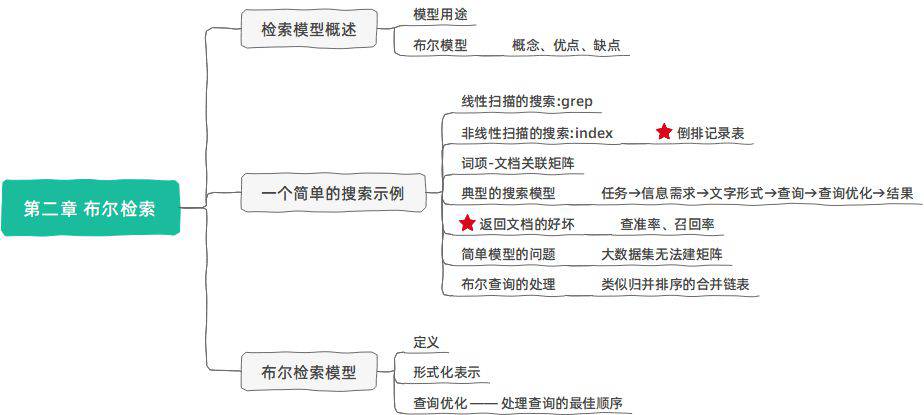 第二章 布尔检索
检索模型概述
模型用途
布尔模型 概念、优点、缺点
一个简单的搜索示例
线性扫描的搜索:grep
非线性扫描的搜索:index 倒排记录表
词项-文档关联矩阵
典型的搜索模型 任务→信息需求→文字形式→查询→查询优化→结果
返回文档的好坏 查准率、召回率
简单模型的问题 大数据集无法建矩阵
布尔查询的处理 类似归并排序的合并链表
布尔检索模型
定义
形式化表示
查询优化 —— 处理查询的最佳顺序